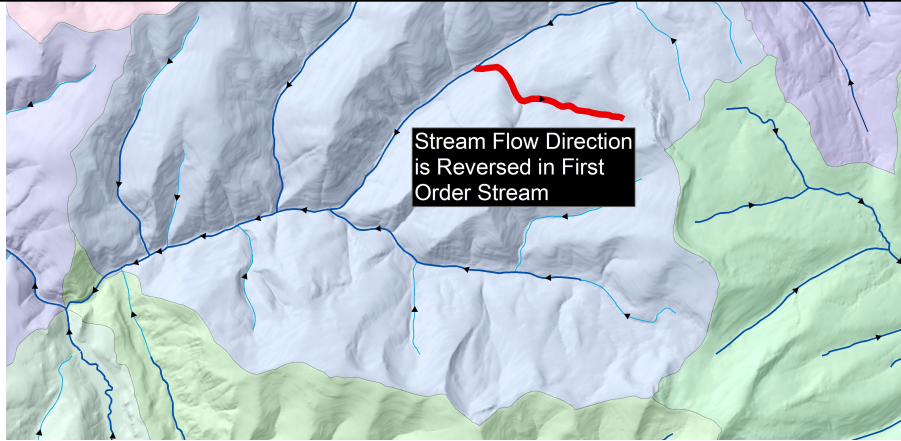 Stream Flow Direction
is Reversed in First
Order Stream